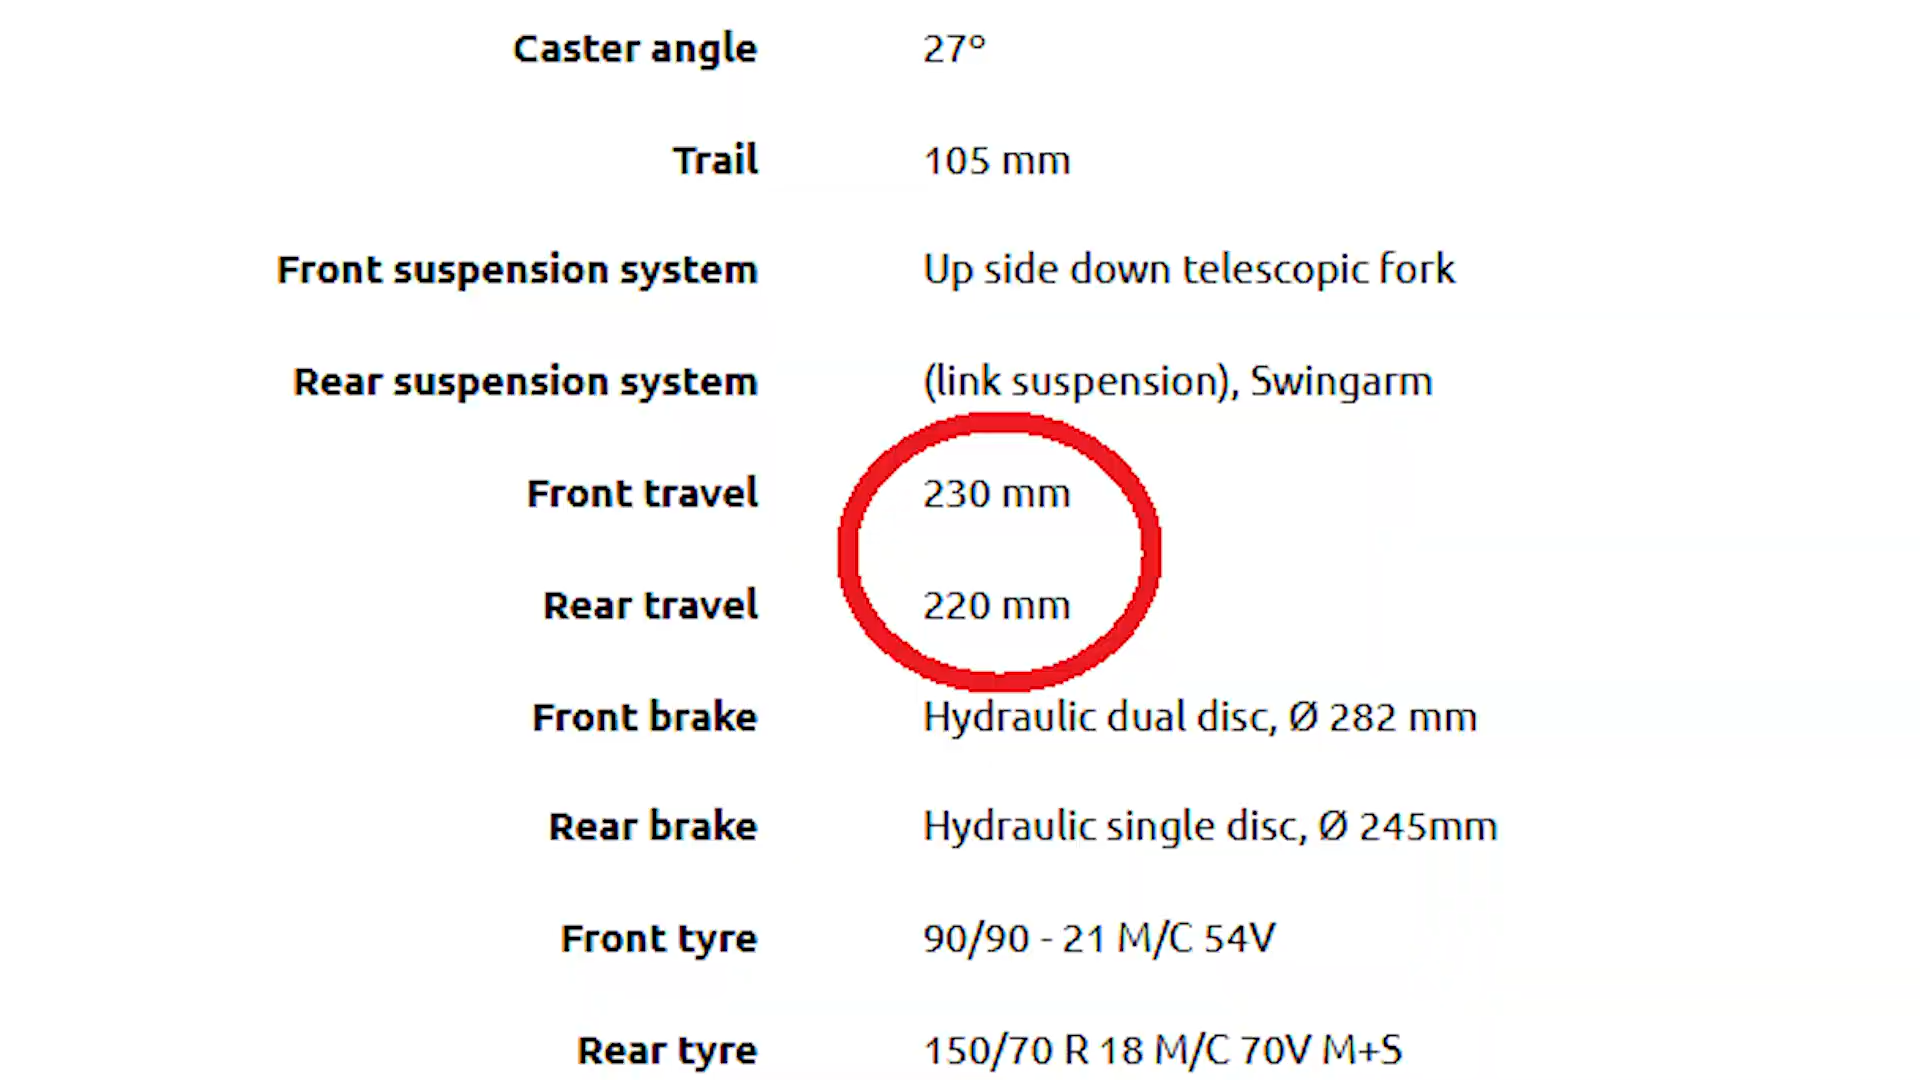 Caster angle 27°
Trail 105 mm
Front suspension system Up side down telescopic fork
Rear suspension system (link suspension), Swingarm
Front travel 230 mm
Rear travel 220 mm
Front brake Hydraulic dual disc, Ø 282 mm
Rear brake Hydraulic single disc, Ø 245mm
Front tyre 90/90 - 21 M/C 54V
Rear tyre 150/70 R 18 M/C 70V M+S